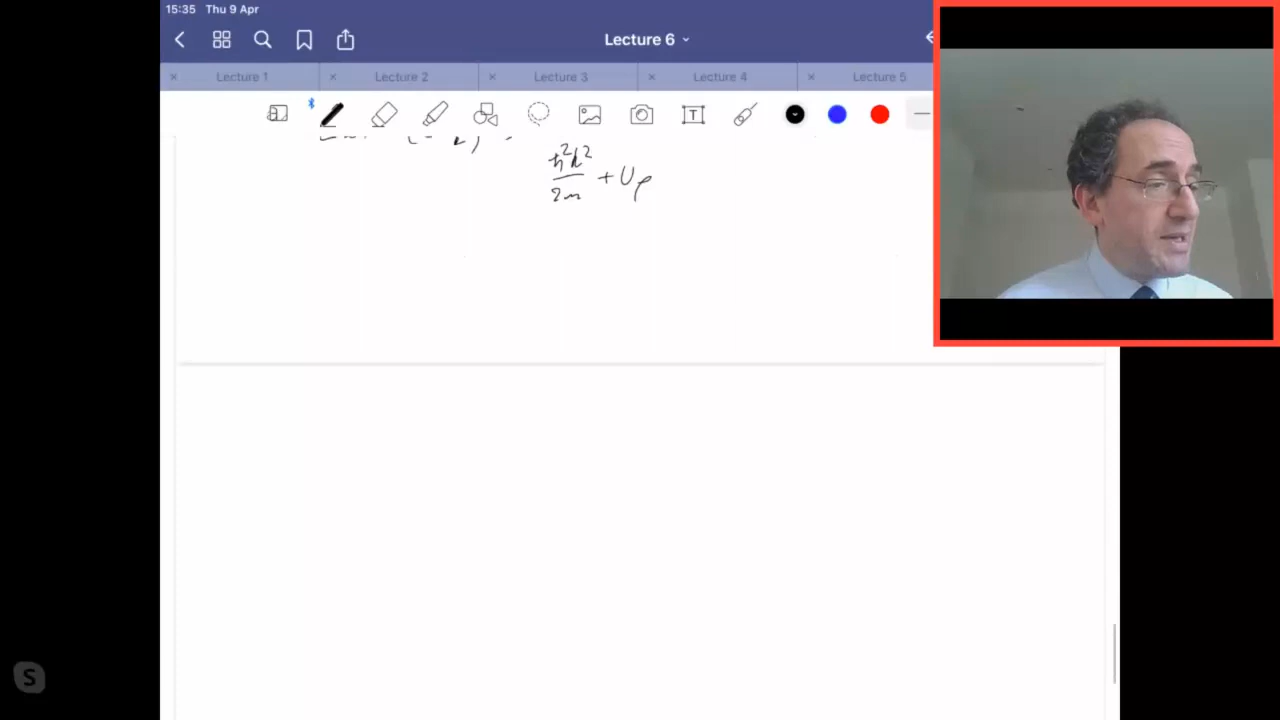 15:35 Thu 9 Apr
Lecture 6
Lecture 1 Lecture 2 Lecture 3 Lecture 4 Lecture 5
T
ħ²k²
+ Uρ
2m
S